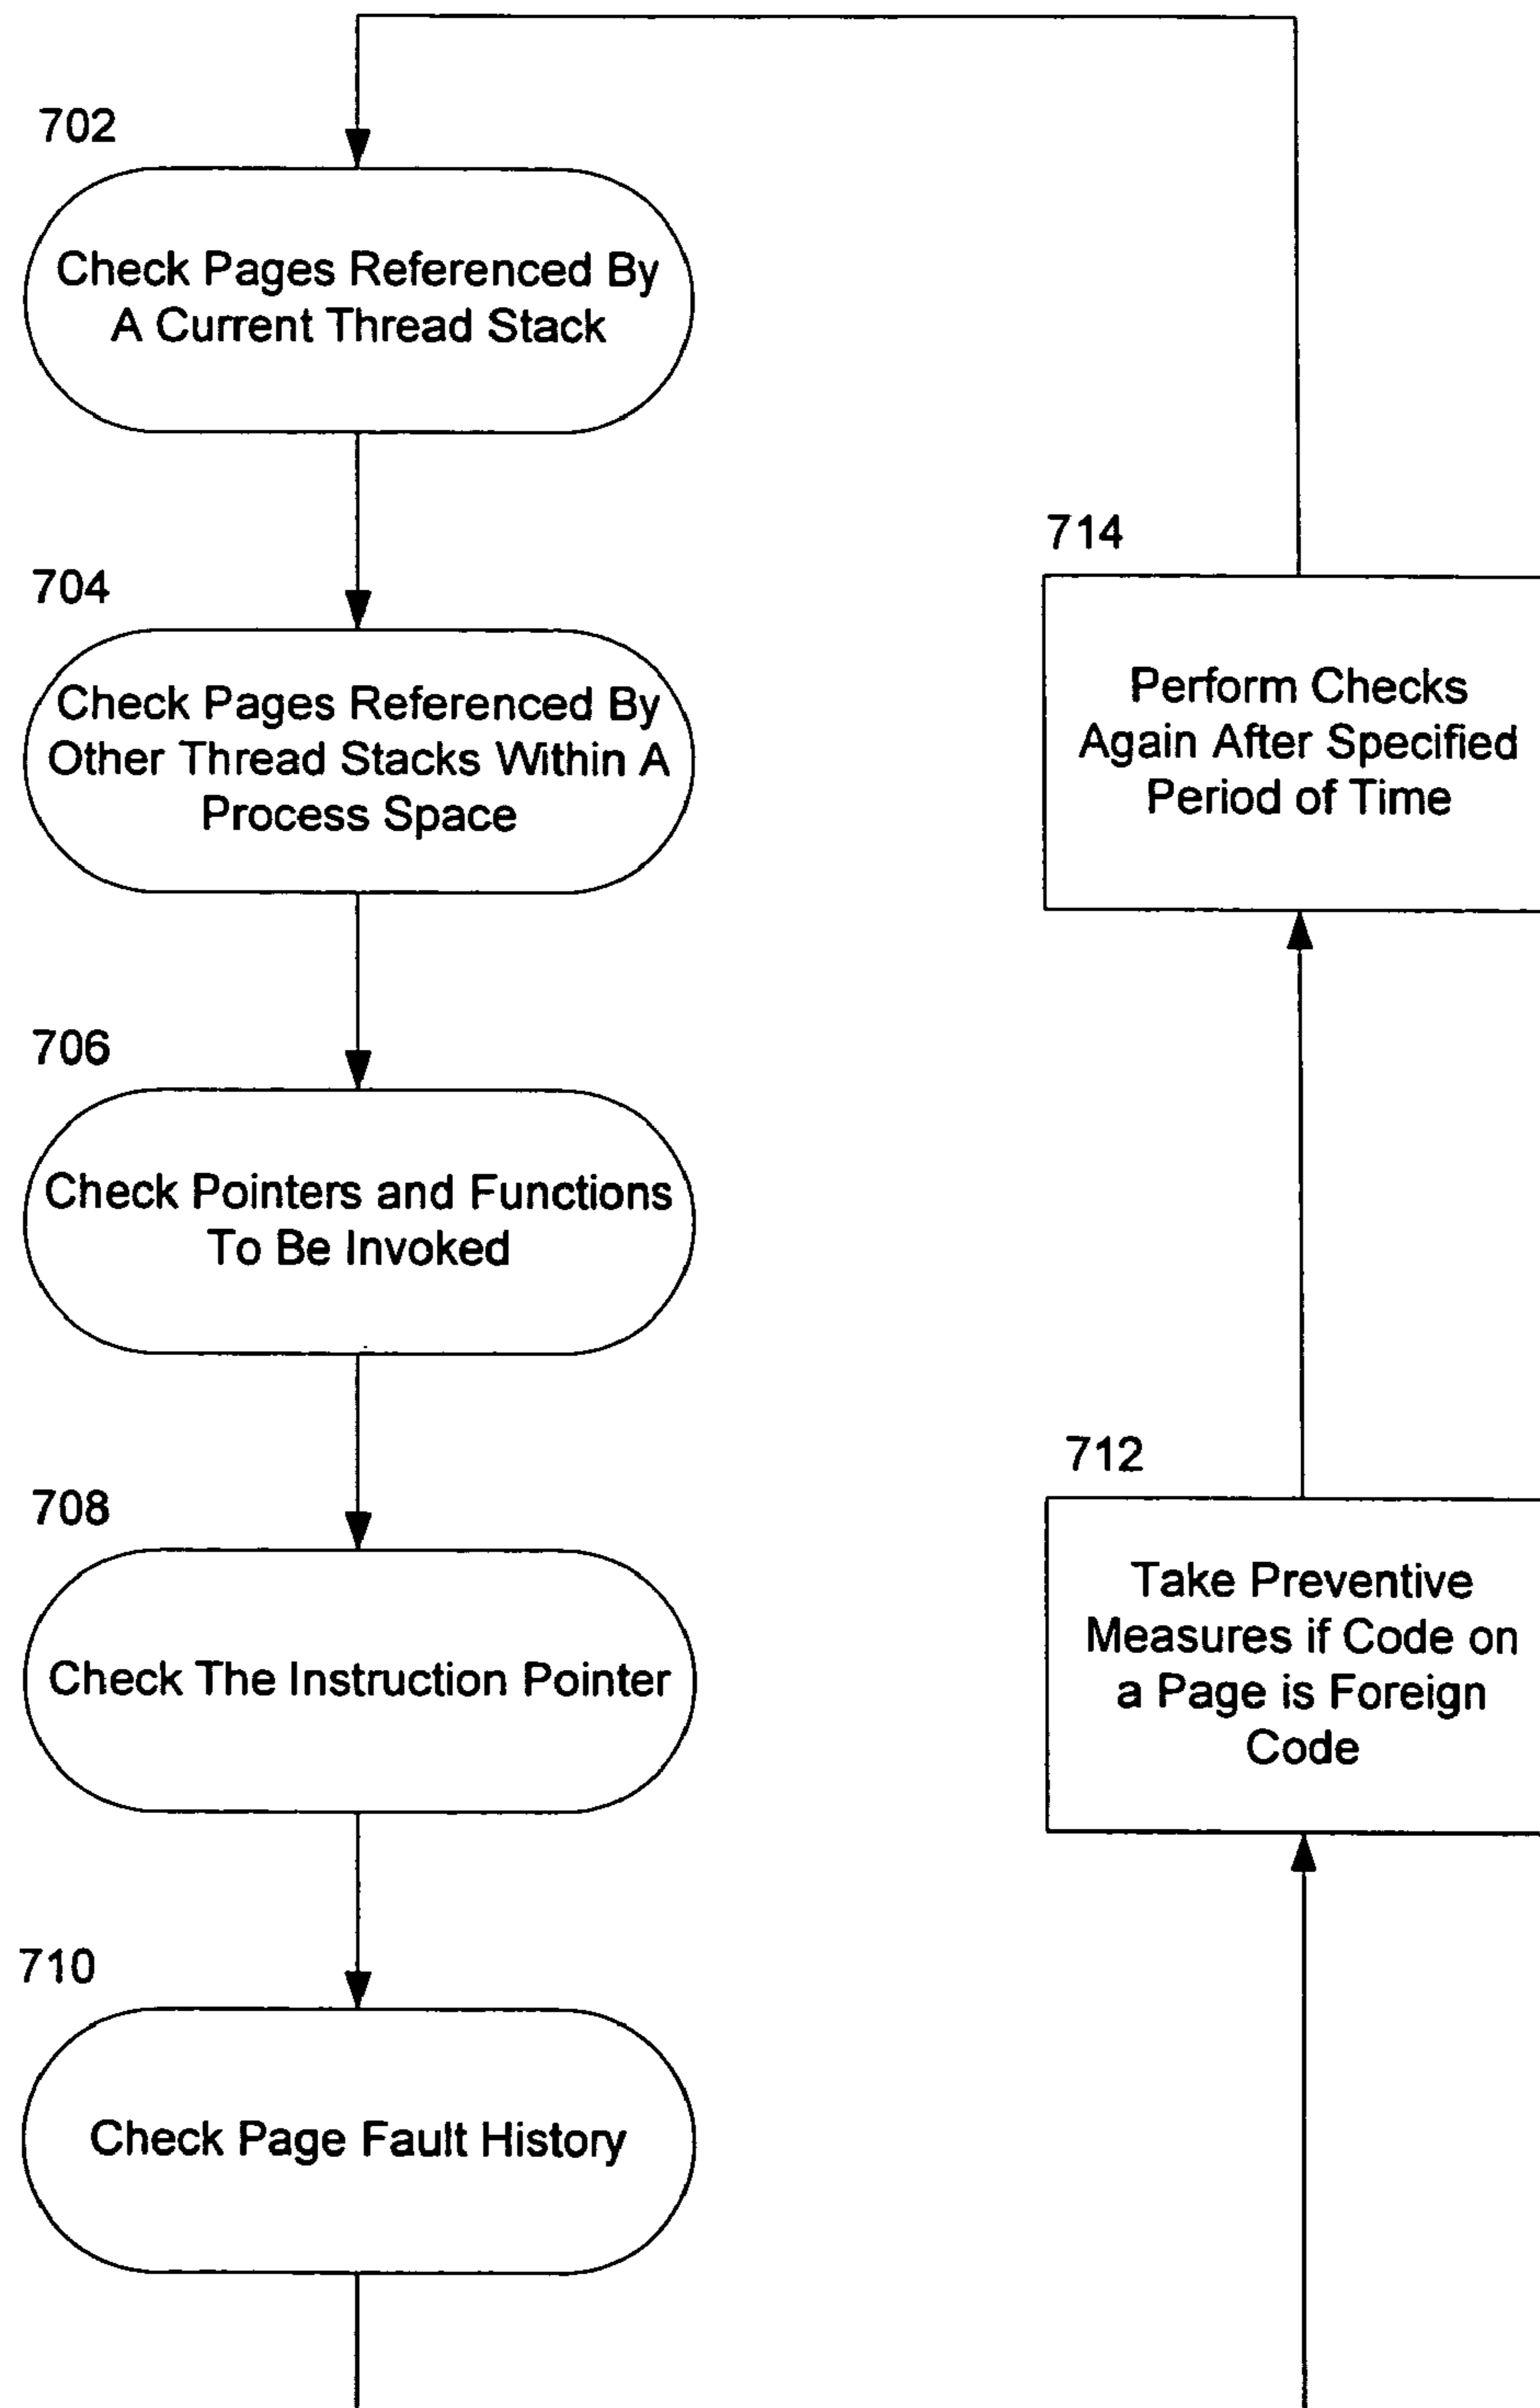 702
Check Pages Referenced By
A Current Thread Stack
704
Check Pages Referenced By
Other Thread Stacks Within A
Process Space
706
Check Pointers and Functions
To Be Invoked
708
Check The Instruction Pointer
710
Check Page Fault History
714
Perform Checks
Again After Specified
Period of Time
712
Take Preventive
Measures if Code on
a Page is Foreign
Code